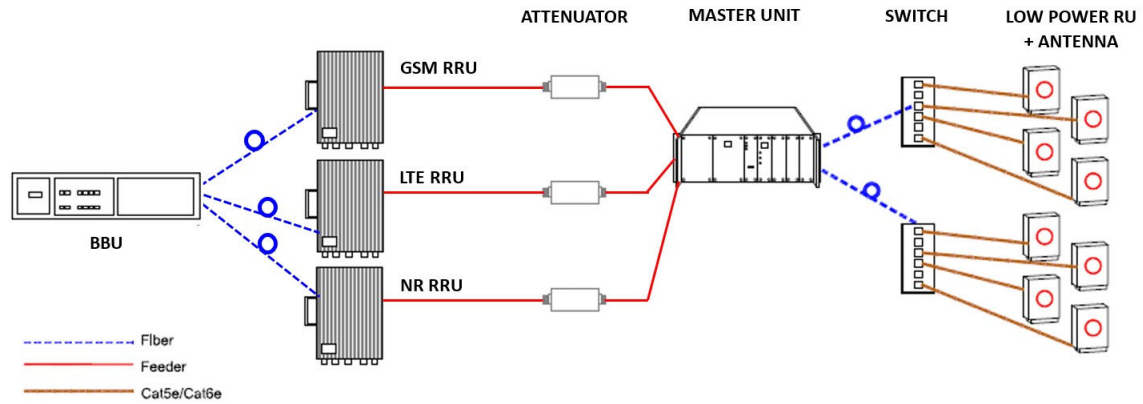 ATTENUATOR
MASTER UNIT
SWITCH
LOW POWER RU
+ ANTENNA
GSM RRU
LTE RRU
BBU
NR RRU
Fiber
Feeder
Cat5e/Cat6e